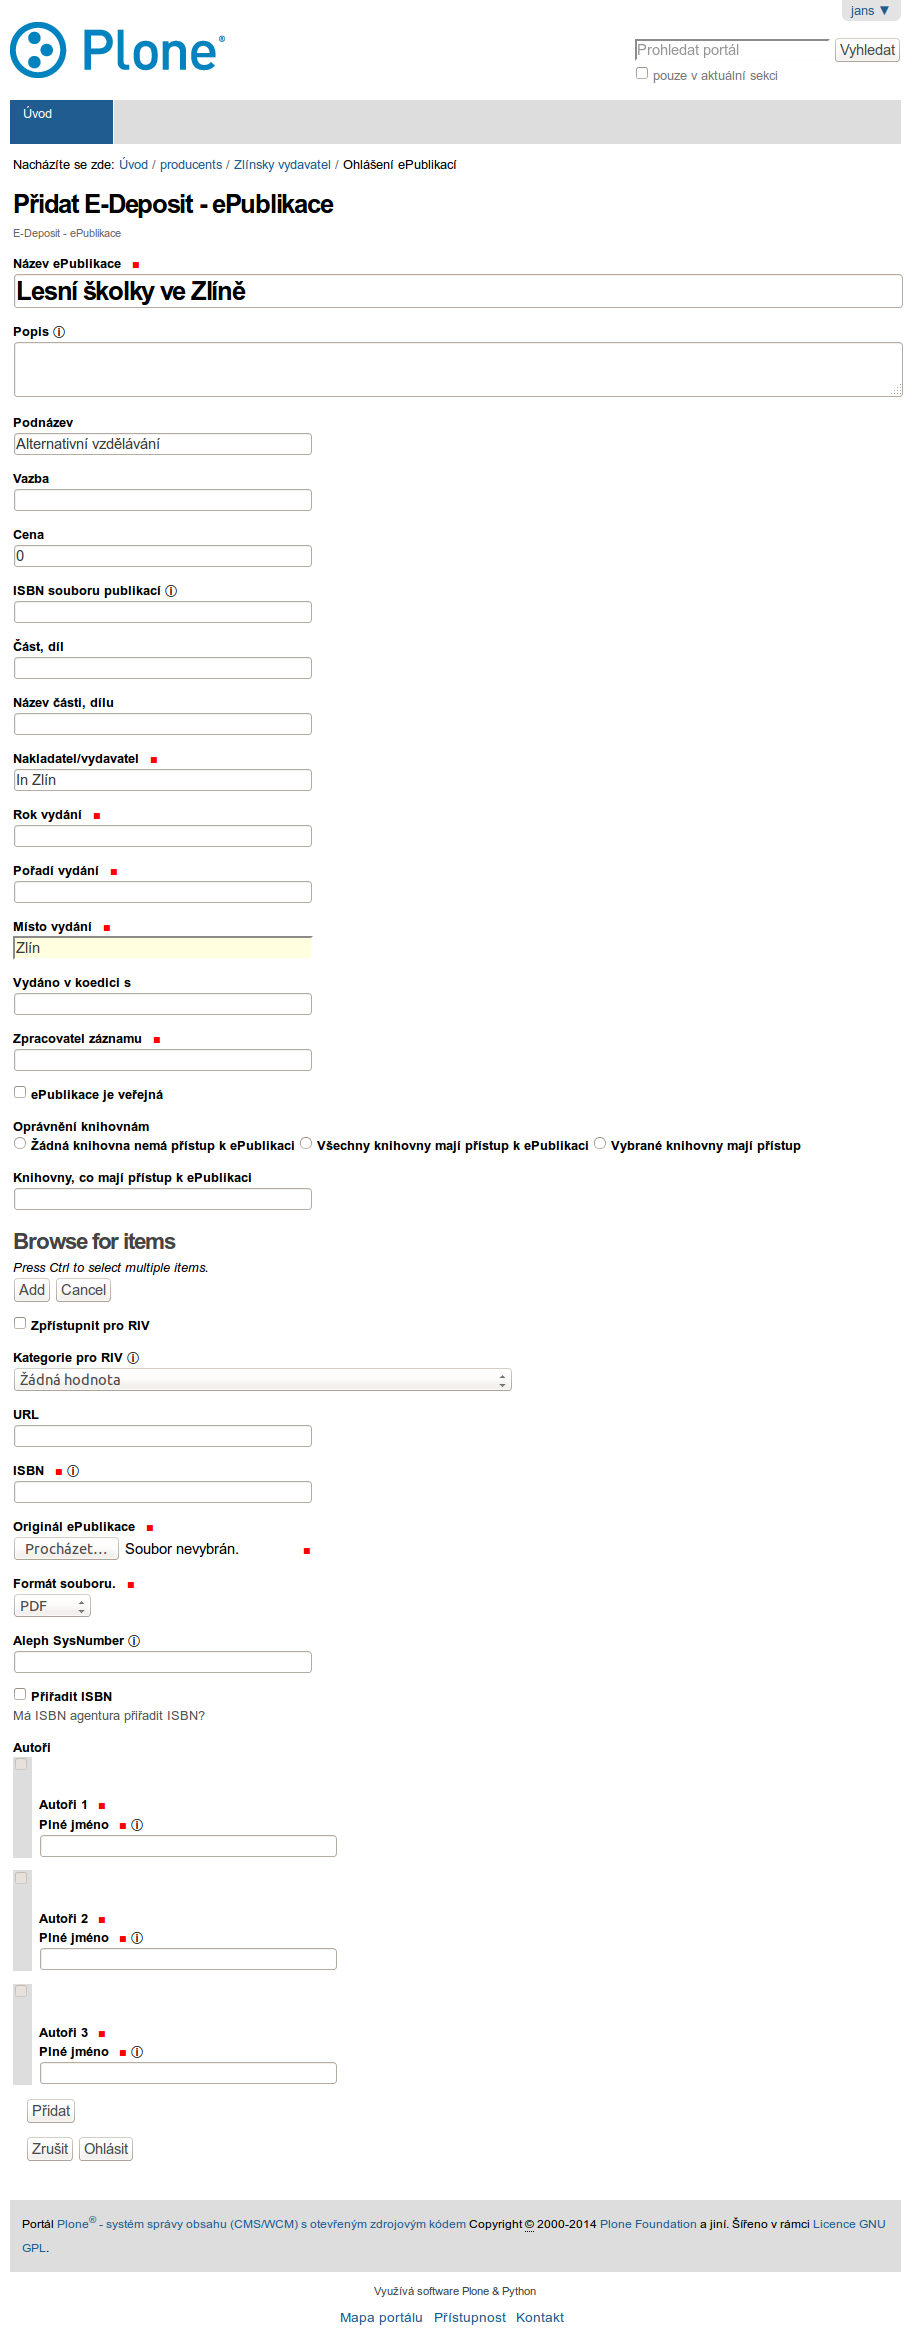 jans ▼
Plone®
Prohledat portál
Vyhledat
pouze v aktuální sekci
Úvod
Nacházíte se zde: Úvod / producents / Zlínsky vydavatel / Ohlášení ePublikací
Přidat E-Deposit - ePublikace
E-Deposit - ePublikace
Název ePublikace
Lesní školky ve Zlíně
Popis ⓘ
Podnázev
Alternativní vzdělávání
Vazba
Cena
0
ISBN souboru publikací ⓘ
Část, díl
Název části, dílu
Nakladatel/vydavatel
In Zlín
Rok vydání
Pořadí vydání
Místo vydání
Zlín
Vydáno v koedici s
Zpracovatel záznamu
ePublikace je veřejná
Oprávnění knihovnám
Žádná knihovna nemá přístup k ePublikaci Všechny knihovny mají přístup k ePublikaci Vybrané knihovny mají přístup
Knihovny, co mají přístup k ePublikaci
Browse for items
Press Ctrl to select multiple items.
Add Cancel
Zpřístupnit pro RIV
Kategorie pro RIV ⓘ
Žádná hodnota
URL
ISBN ⓘ
Originál ePublikace
Procházet... Soubor nevybrán.
Formát souboru.
PDF
Aleph SysNumber ⓘ
Přiřadit ISBN
Má ISBN agentura přiřadit ISBN?
Autoři
Autoři 1
Plné jméno ⓘ
Autoři 2
Plné jméno ⓘ
Autoři 3
Plné jméno ⓘ
Přidat
Zrušit Ohlásit
Portál Plone® - systém správy obsahu (CMS/WCM) s otevřeným zdrojovým kódem Copyright © 2000-2014 Plone Foundation a jiní. Šířeno v rámci Licence GNU
GPL.
Využívá software Plone & Python
Mapa portálu Přístupnost Kontakt